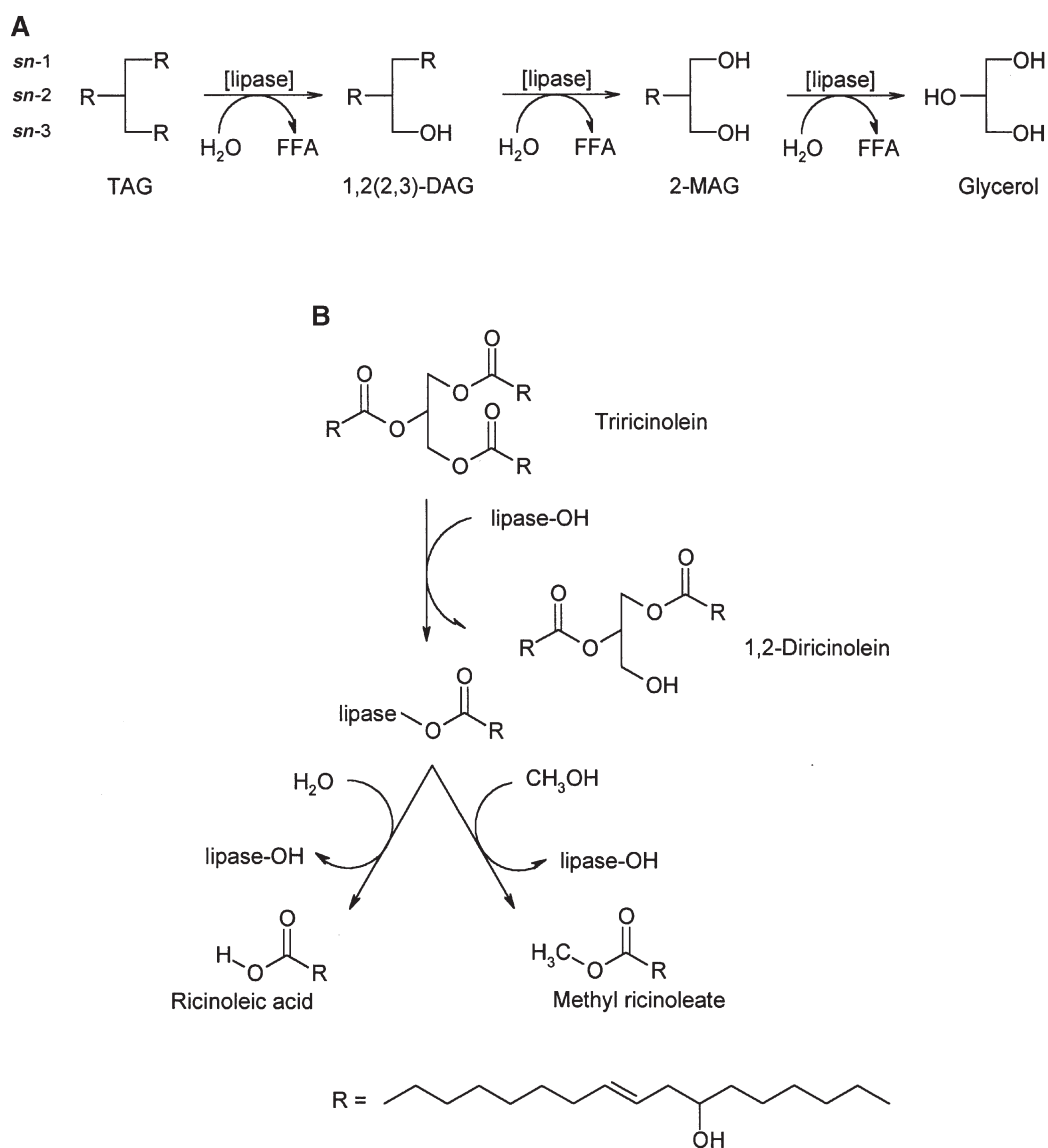 A
sn-1 R [lipase] R [lipase] OH [lipase] OH
sn-2 R R R HO
sn-3 R H₂O FFA OH H₂O FFA OH H₂O FFA OH
TAG 1,2(2,3)-DAG 2-MAG Glycerol
B
O
O
O R
O
R O
O R
Triricinolein
lipase-OH
O
O
O R
R O
OH
1,2-Diricinolein
O
lipase
O R
H₂O CH₃OH
lipase-OH lipase-OH
O O
H H₃C
O R O R
Ricinoleic acid Methyl ricinoleate
R =
OH